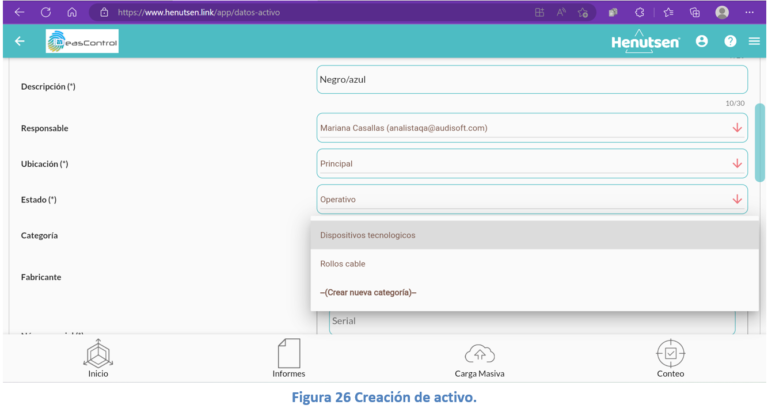 https://www.henutsen.link/app/datos-activo
MeasControl
Henutsen
Descripción (*)
Negro/azul
10/30
Responsable
Mariana Casallas (analistaqa@audisoft.com)
Ubicación (*)
Principal
Estado (*)
Operativo
Categoría
Dispositivos tecnologicos
Rollos cable
--(Crear nueva categoría)--
Fabricante
Serial
Inicio
Informes
Carga Masiva
Conteo
Figura 26 Creación de activo.